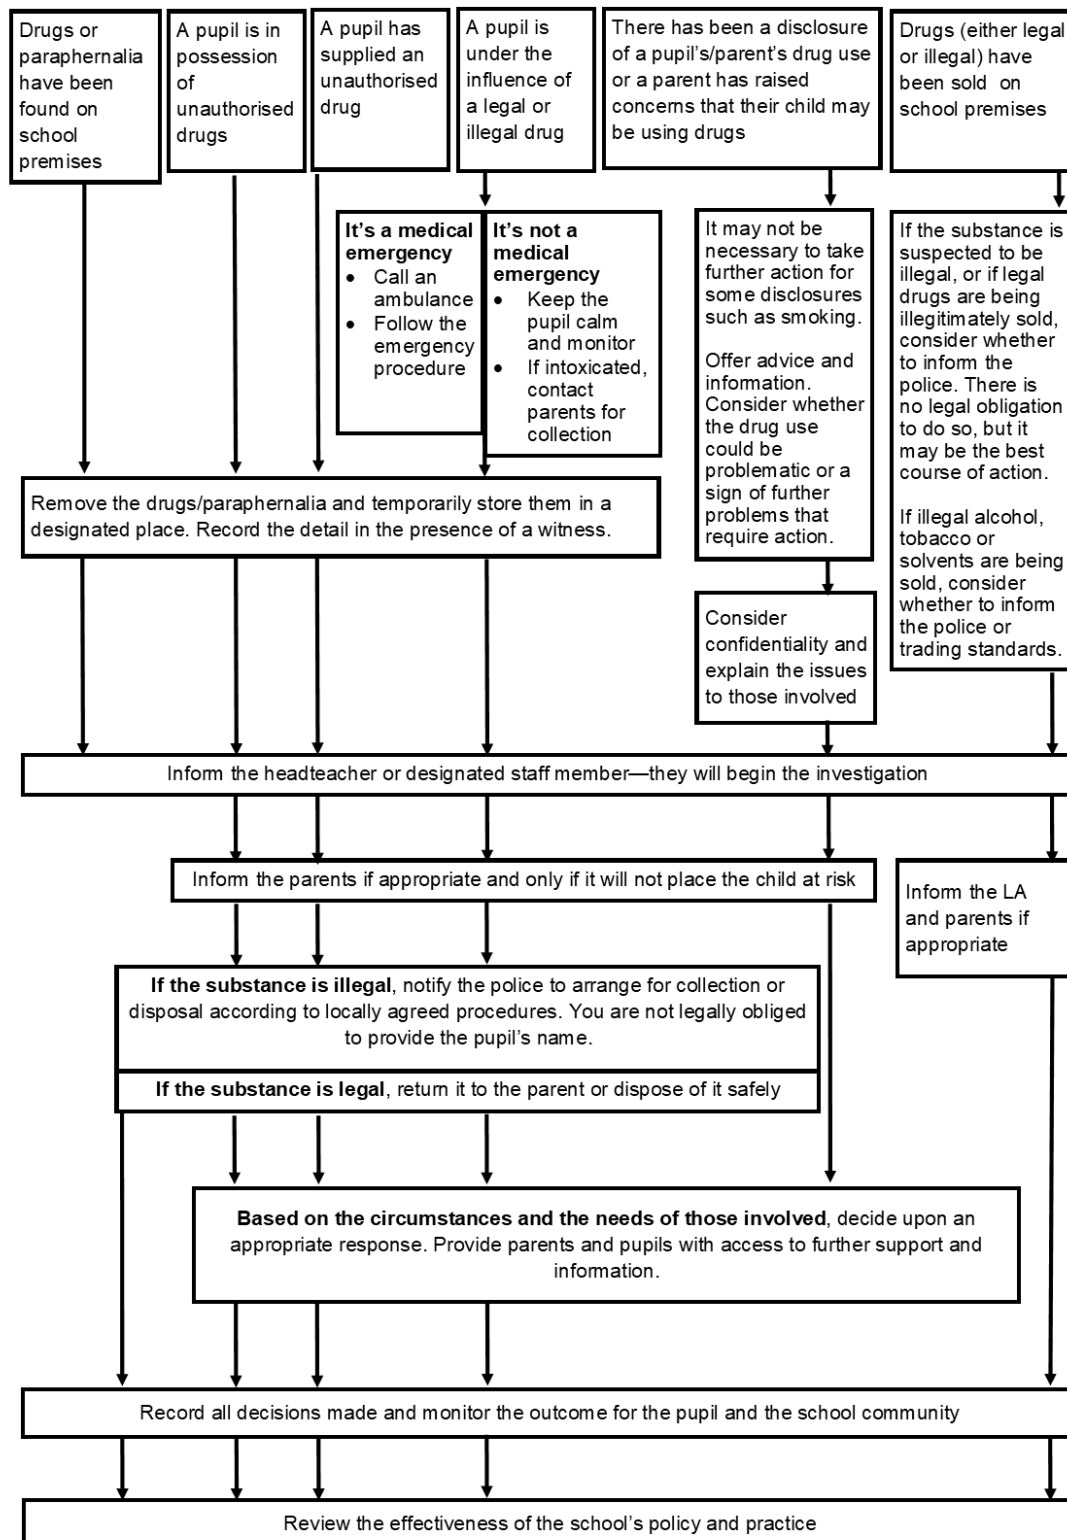 Drugs or
paraphernalia
have been
found on
school
premises
A pupil is in
possession
of
unauthorised
drugs
A pupil has
supplied an
unauthorised
drug
A pupil is
under the
influence of
a legal or
illegal drug
There has been a disclosure
of a pupil's/parent's drug use
or a parent has raised
concerns that their child may
be using drugs
Drugs (either legal
or illegal) have
been sold on
school premises
It's a medical
emergency
• Call an
ambulance
• Follow the
emergency
procedure
It's not a
medical
emergency
• Keep the
pupil calm
and monitor
• If intoxicated,
contact
parents for
collection
It may not be
necessary to take
further action for
some disclosures
such as smoking.
Offer advice and
information.
Consider whether
the drug use
could be
problematic or a
sign of further
problems that
require action.
If the substance is
suspected to be
illegal, or if legal
drugs are being
illegitimately sold,
consider whether
to inform the
police. There is
no legal obligation
to do so, but it
may be the best
course of action.
If illegal alcohol,
tobacco or
solvents are being
sold, consider
whether to inform
the police or
trading standards.
Remove the drugs/paraphernalia and temporarily store them in a
designated place. Record the detail in the presence of a witness.
Consider
confidentiality and
explain the issues
to those involved
Inform the headteacher or designated staff member—they will begin the investigation
Inform the parents if appropriate and only if it will not place the child at risk
Inform the LA
and parents if
appropriate
If the substance is illegal, notify the police to arrange for collection or
disposal according to locally agreed procedures. You are not legally obliged
to provide the pupil's name.
If the substance is legal, return it to the parent or dispose of it safely
Based on the circumstances and the needs of those involved, decide upon an
appropriate response. Provide parents and pupils with access to further support and
information.
Record all decisions made and monitor the outcome for the pupil and the school community
Review the effectiveness of the school's policy and practice